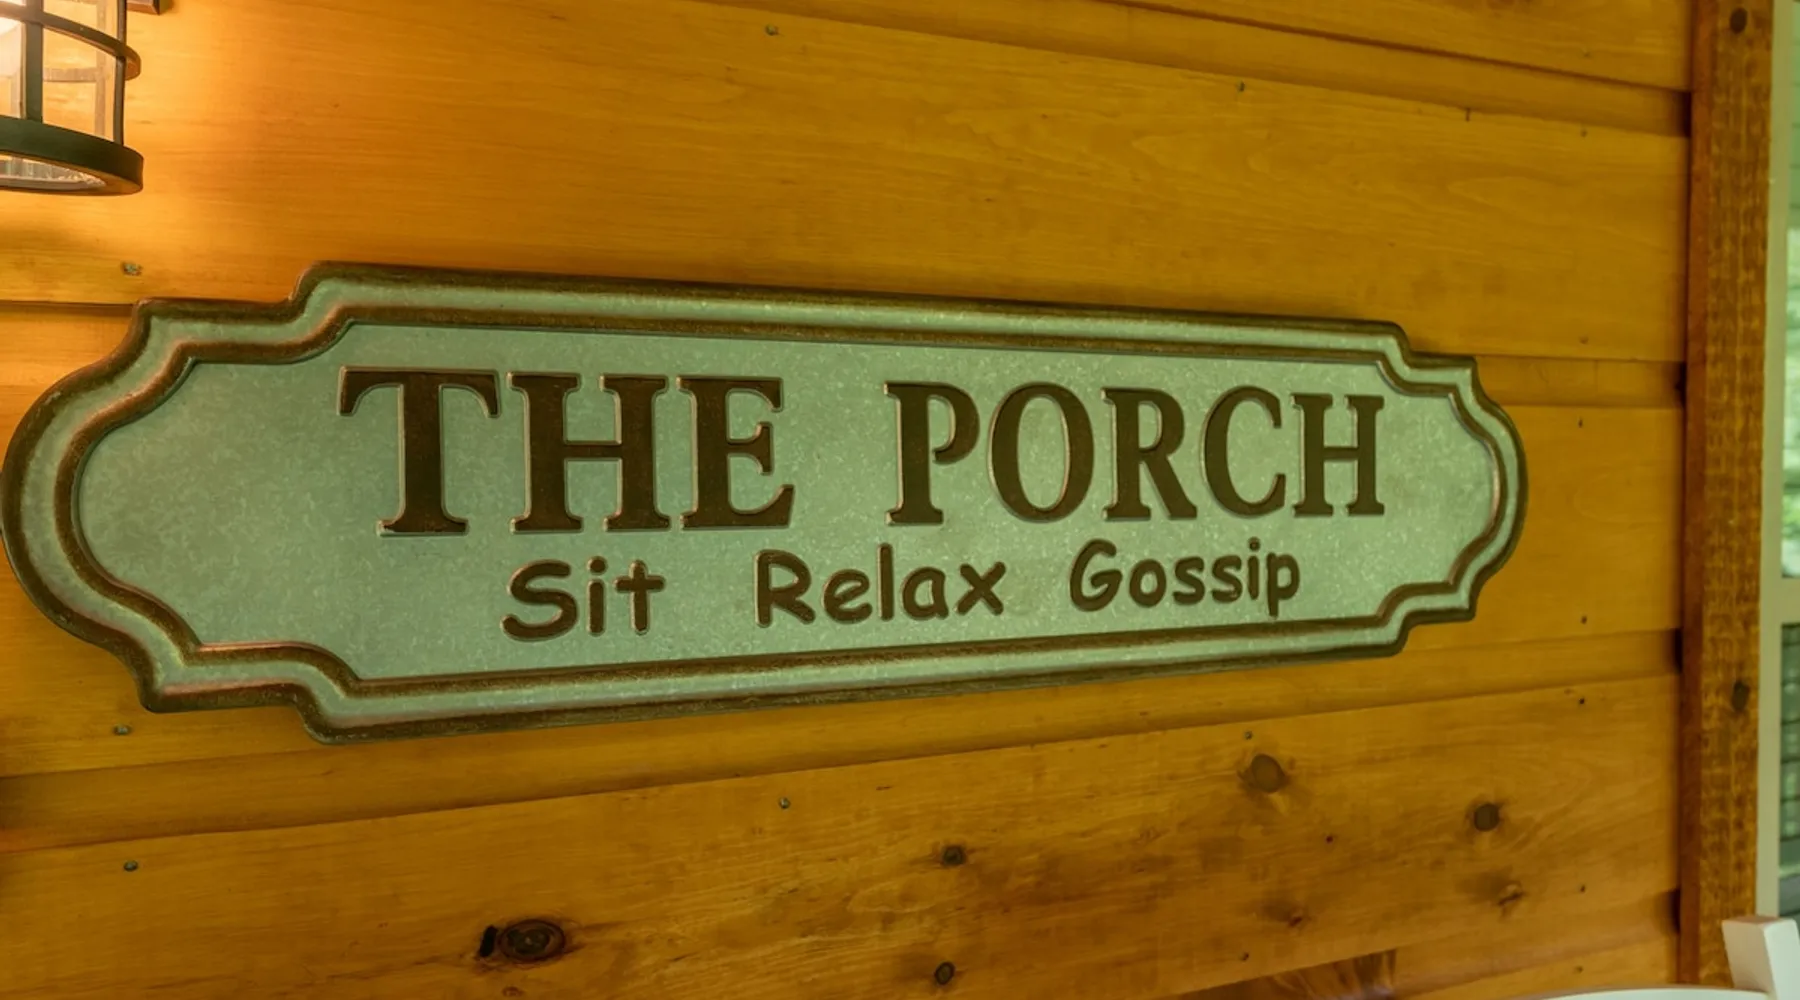 THE PORCH
Sit Relax Gossip